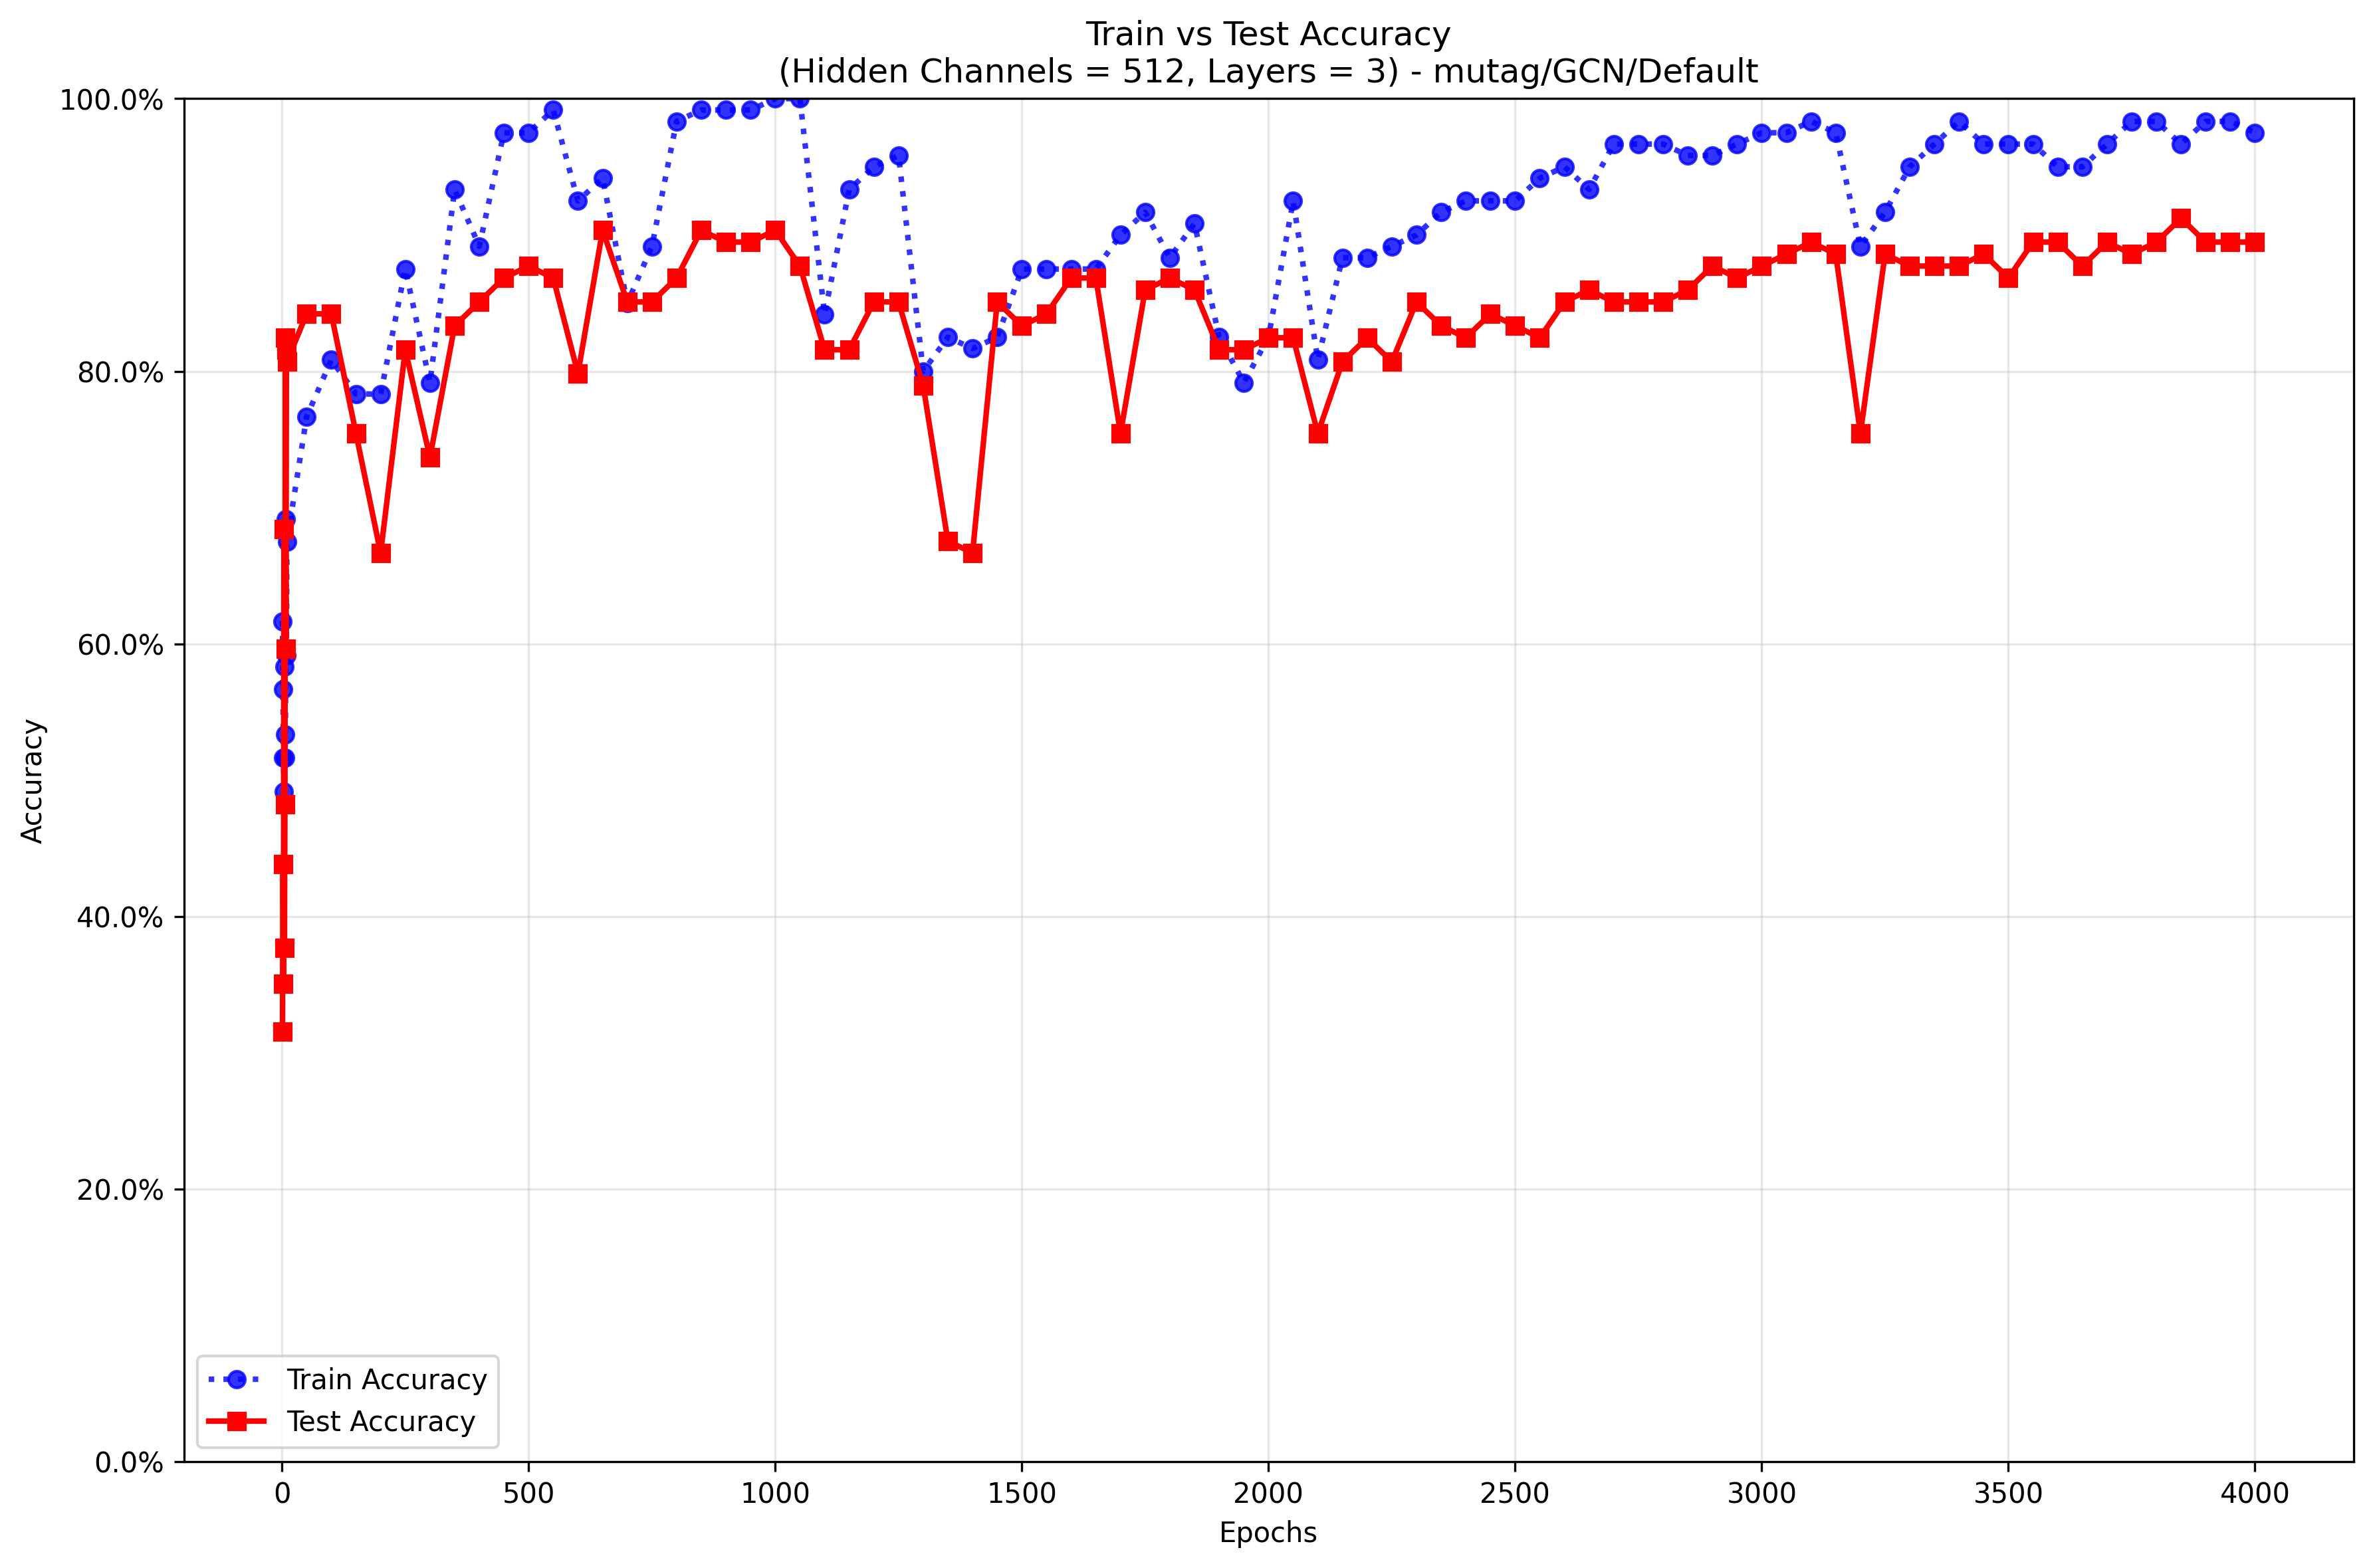 Train vs Test Accuracy
(Hidden Channels = 512, Layers = 3) - mutag/GCN/Default
100.0%
80.0%
60.0%
40.0%
20.0%
0.0%
Accuracy
Train Accuracy
Test Accuracy
0 500 1000 1500 2000 2500 3000 3500 4000
Epochs